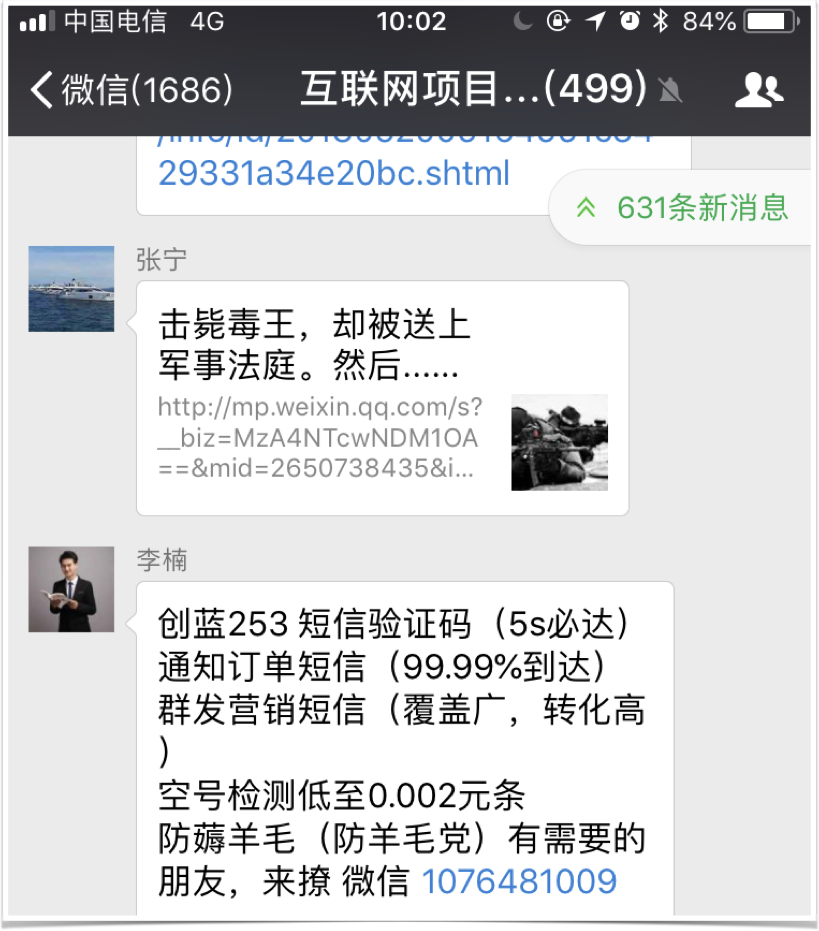 中国电信 4G 10:02 84%
微信(1686) 互联网项目...(499)
29331a34e20bc.shtml
631条新消息
张宁
击毙毒王，却被送上
军事法庭。然后......
http://mp.weixin.qq.com/s?
__biz=MzA4NTcwNDM1OA
==&mid=2650738435&i...
李楠
创蓝253 短信验证码（5s必达）
通知订单短信（99.99%到达）
群发营销短信（覆盖广，转化高
）
空号检测低至0.002元条
防薅羊毛（防羊毛党）有需要的
朋友，来撩 微信 1076481009